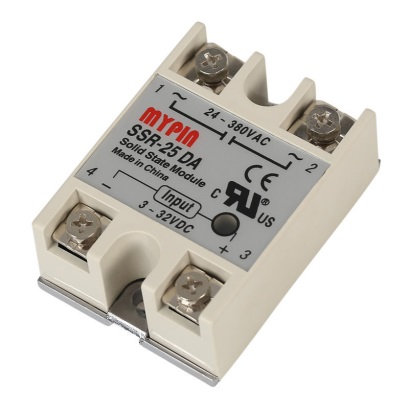 1 ~ 24-380VAC ~ 2
MYPIN
SSR-25 DA
Solid State Module
Made in China
CE
C RU US
4 - Input + 3
3-32VDC